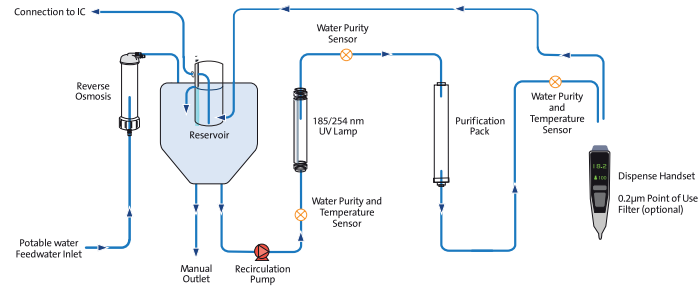 Connection to IC
Water Purity
Sensor
Reverse
Osmosis
Reservoir
185/254 nm
UV Lamp
Purification
Pack
Water Purity
and
Temperature
Sensor
18.2
Dispense Handset
0.2µm Point of Use
Filter (optional)
Water Purity and
Temperature
Sensor
Potable water
Feedwater Inlet
Manual
Outlet
Recirculation
Pump